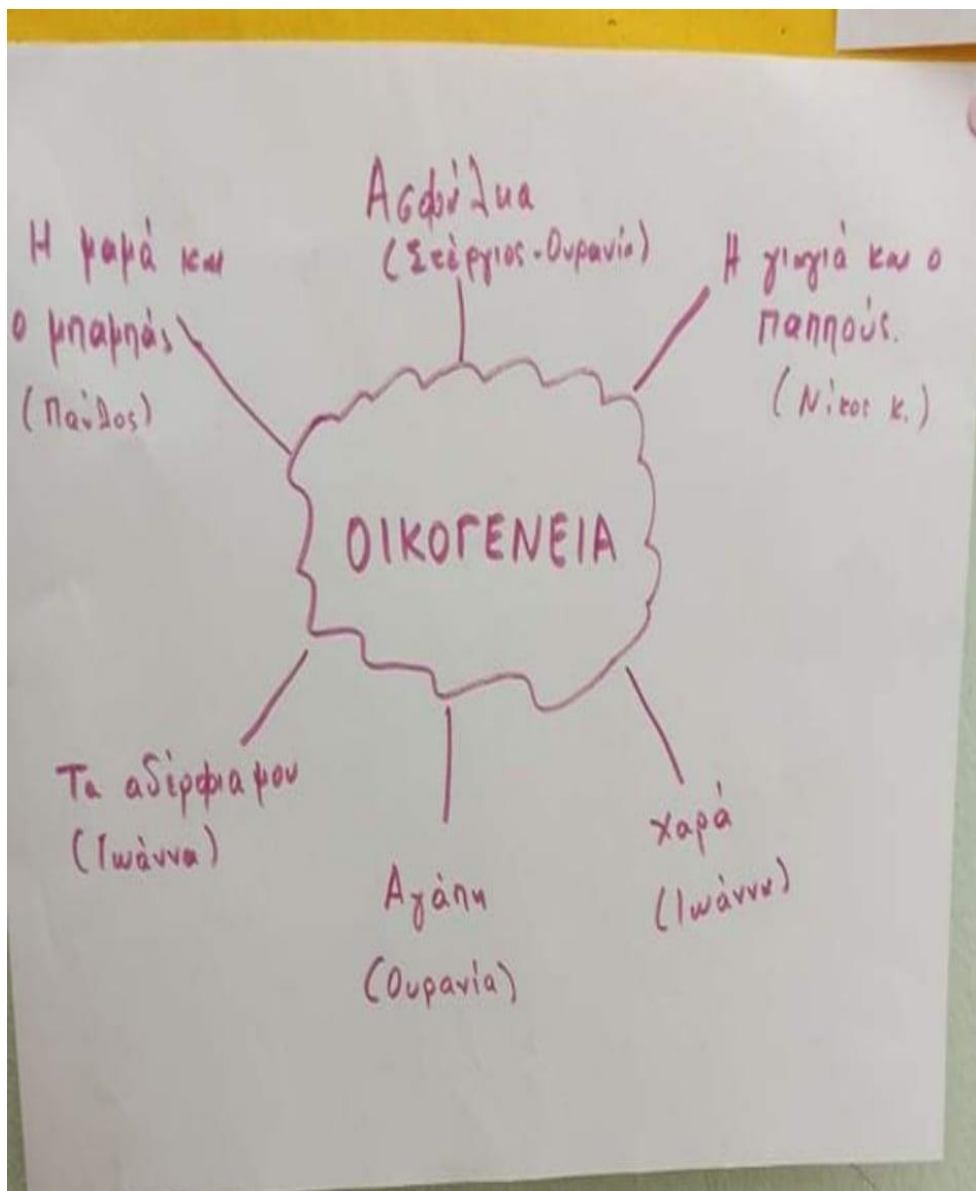 Ασφάλεια
(Στέργιος-Ουρανία)
Η μαμά και
ο μπαμπάς
(Παύλος)
Η γιαγιά και ο
παππούς.
(Νίκος κ.)
ΟΙΚΟΓΕΝΕΙΑ
Τα αδέρφια μου
(Ιωάννα)
Αγάπη
(Ουρανία)
χαρά
(Ιωάννα)